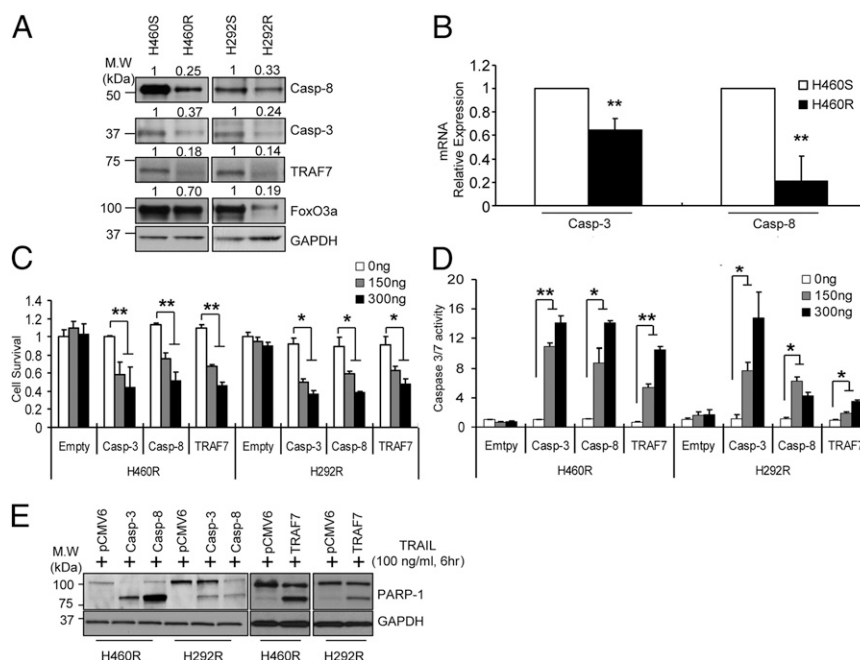 A
H460S H460R H292S H292R
M.W
(kDa)
1 0.25 1 0.33
50
Casp-8
1 0.37 1 0.24
37
Casp-3
1 0.18 1 0.14
75
TRAF7
1 0.70 1 0.19
100
FoxO3a
37
GAPDH
B
mRNA
Relative Expression
1.2
1
0.8
0.6
0.4
0.2
0
**
**
H460S
H460R
Casp-3 Casp-8
C
Cell Survival
1.4
1.2
1
0.8
0.6
0.4
0.2
0
0ng
150ng
300ng
** ** ** * * *
Empty Casp-3 Casp-8 TRAF7 Empty Casp-3 Casp-8 TRAF7
H460R H292R
D
Caspase 3/7 activity
20
16
12
8
4
0
0ng
150ng
300ng
** * ** * * *
Emtpy Casp-3 Casp-8 TRAF7 Empty Casp-3 Casp-8 TRAF7
H460R H292R
E
pCMV6 Casp-3 Casp-8 pCMV6 Casp-3 Casp-8 pCMV6 TRAF7 pCMV6 TRAF7
M.W
(kDa)
+ + + + + + + + + +
TRAIL
(100 ng/ml, 6hr)
100
75
PARP-1
37
GAPDH
H460R H292R H460R H292R